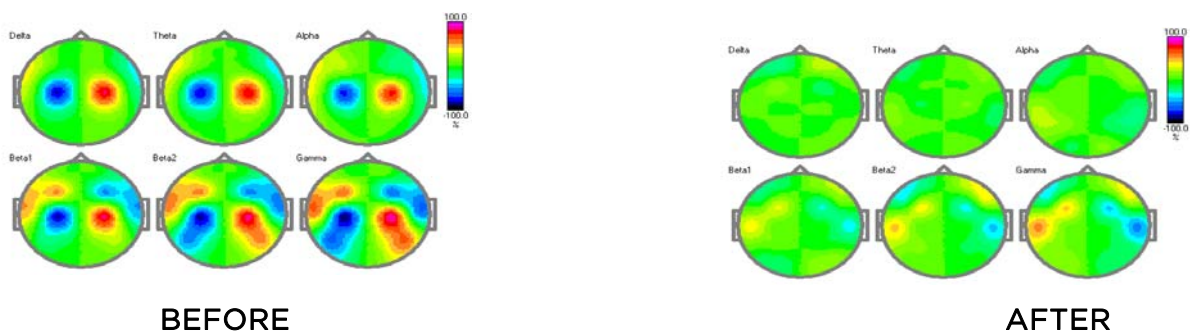 Delta Theta Alpha 100.0
-100.0
%
Beta1 Beta2 Gamma
BEFORE
Delta Theta Alpha 100.0
-100.0
%
Beta1 Beta2 Gamma
AFTER